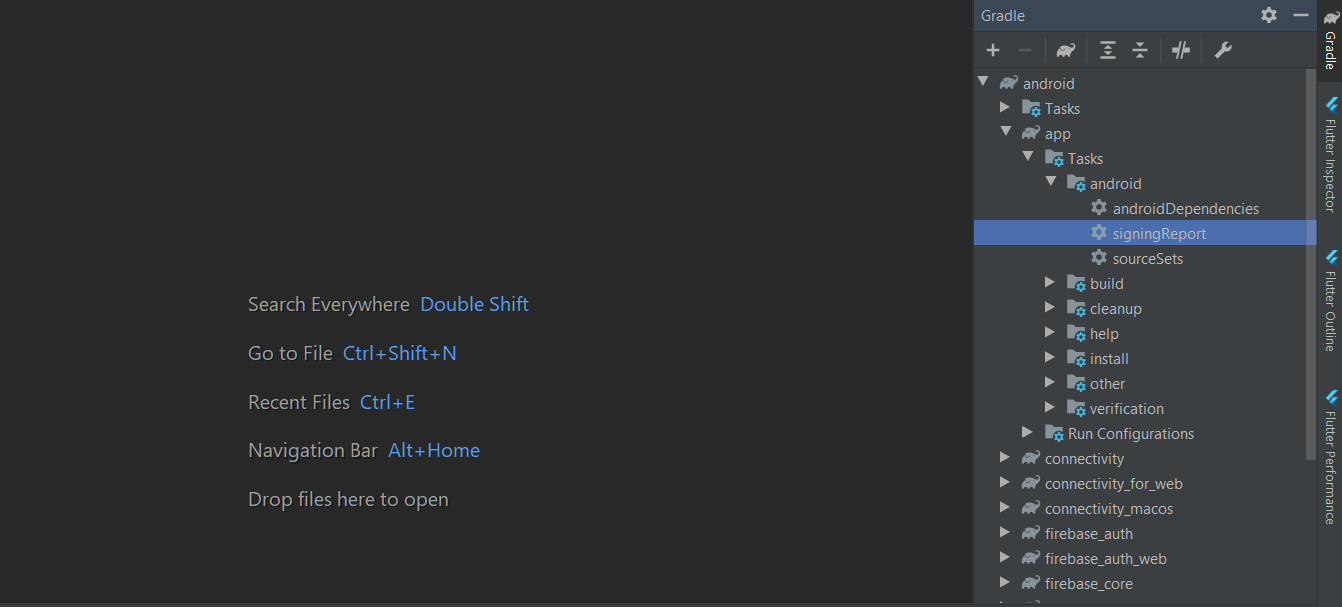 Gradle
android
Tasks
app
Tasks
android
androidDependencies
signingReport
sourceSets
build
cleanup
help
install
other
verification
Run Configurations
connectivity
connectivity_for_web
connectivity_macos
firebase_auth
firebase_auth_web
firebase_core
Search Everywhere Double Shift
Go to File Ctrl+Shift+N
Recent Files Ctrl+E
Navigation Bar Alt+Home
Drop files here to open
Gradle
Flutter Inspector
Flutter Outline
Flutter Performance